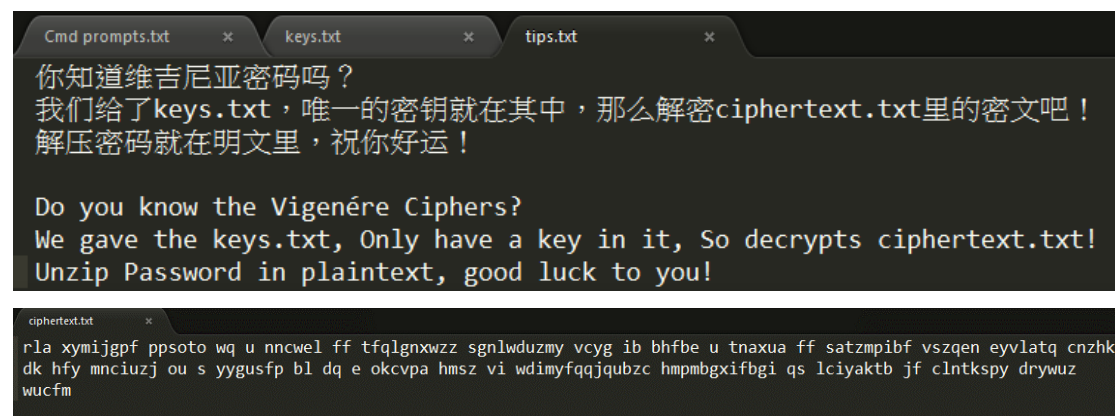 Cmd prompts.txt × keys.txt × tips.txt ×
你知道维吉尼亚密码吗？
我们给了keys.txt，唯一的密钥就在其中，那么解密ciphertext.txt里的密文吧！
解压密码就在明文里，祝你好运！
Do you know the Vigenére Ciphers?
We gave the keys.txt, Only have a key in it, So decrypts ciphertext.txt!
Unzip Password in plaintext, good luck to you!
ciphertext.txt ×
rla xymijgpf ppsoto wq u nncwel ff tfqlgnxwzz sgnlwduzmy vcyg ib bhfbe u tnaxua ff satzmpibf vszqen eyvlatq cnzhk
dk hfy mnciuzj ou s yygusfp bl dq e okcvpa hmsz vi wdimyfqqjqubzc hmpmbgxifbgi qs lciyaktb jf clntkspy drywuz
wucfm